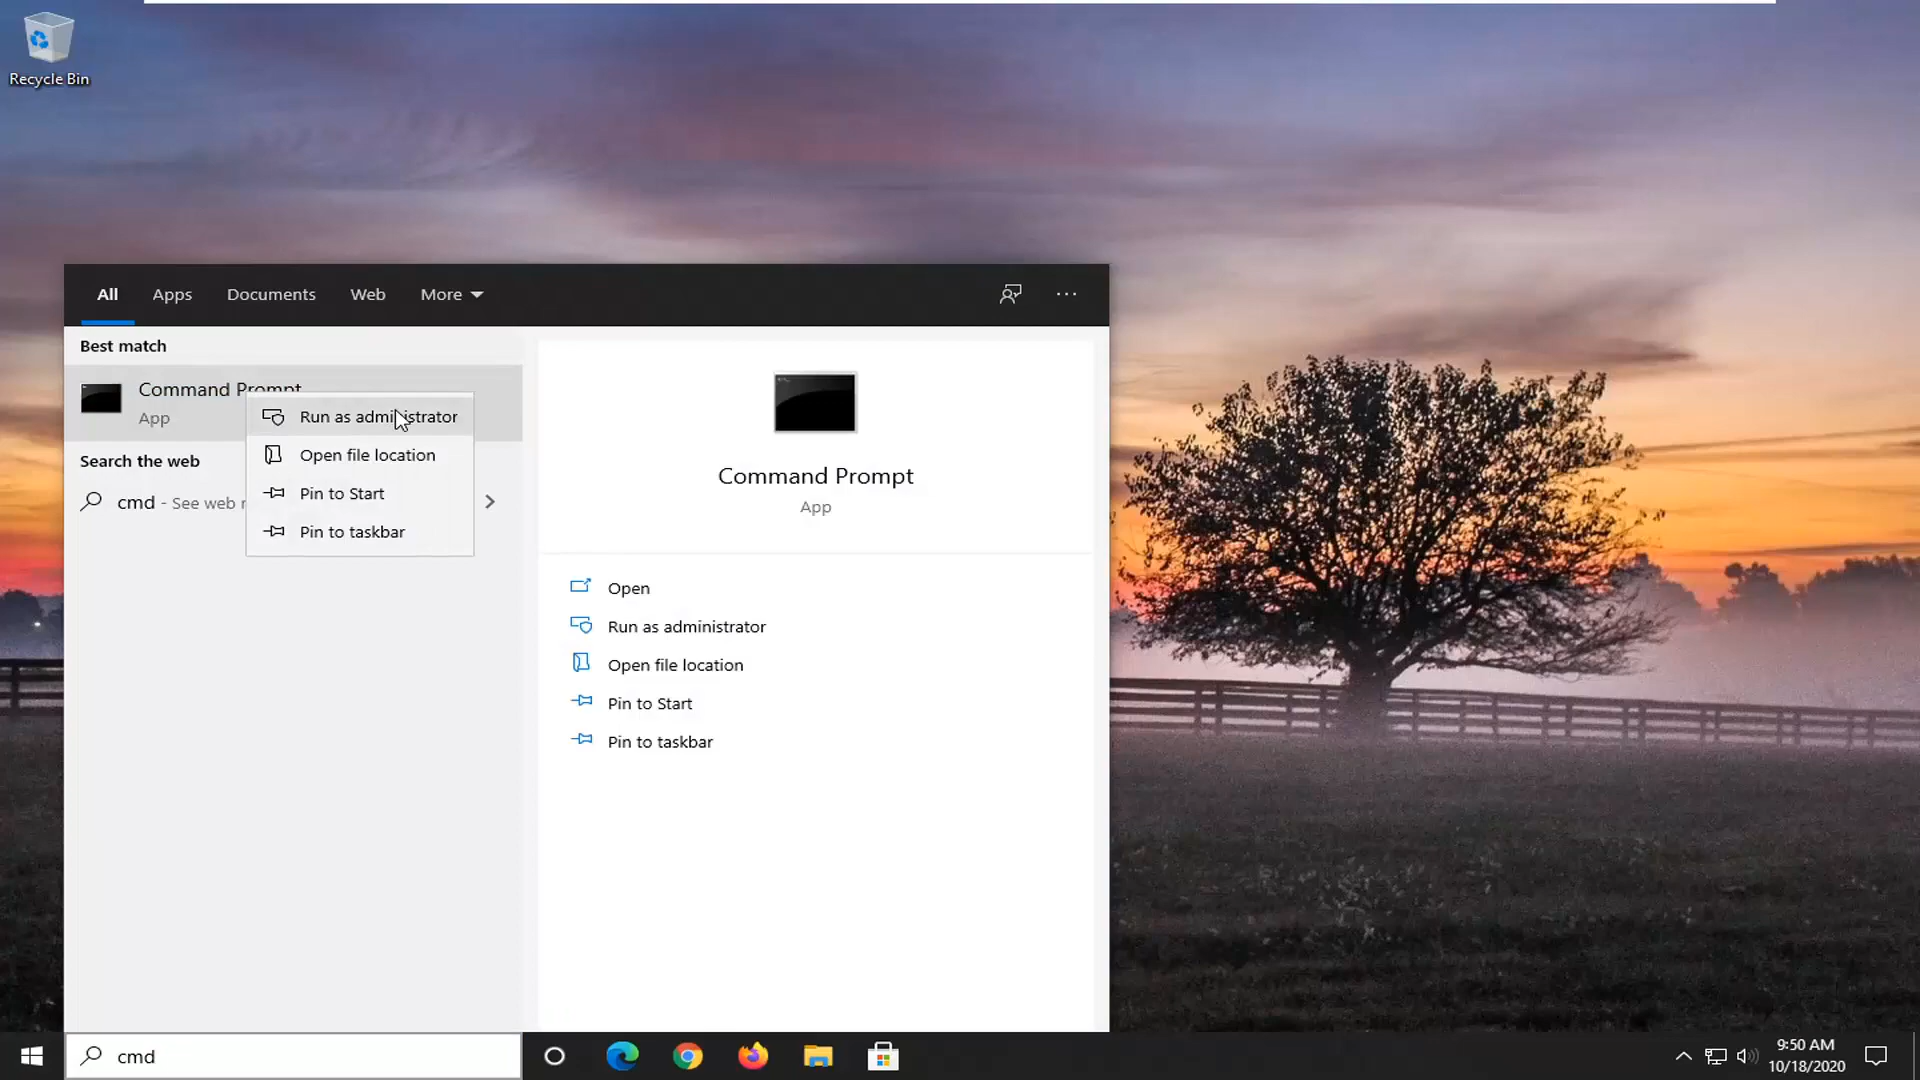 Recycle Bin
All Apps Documents Web More
Best match
Command Prompt
App
Run as administrator
Open file location
Pin to Start
Pin to taskbar
Search the web
cmd - See web
Command Prompt
App
Open
Run as administrator
Open file location
Pin to Start
Pin to taskbar
cmd
9:50 AM
10/18/2020